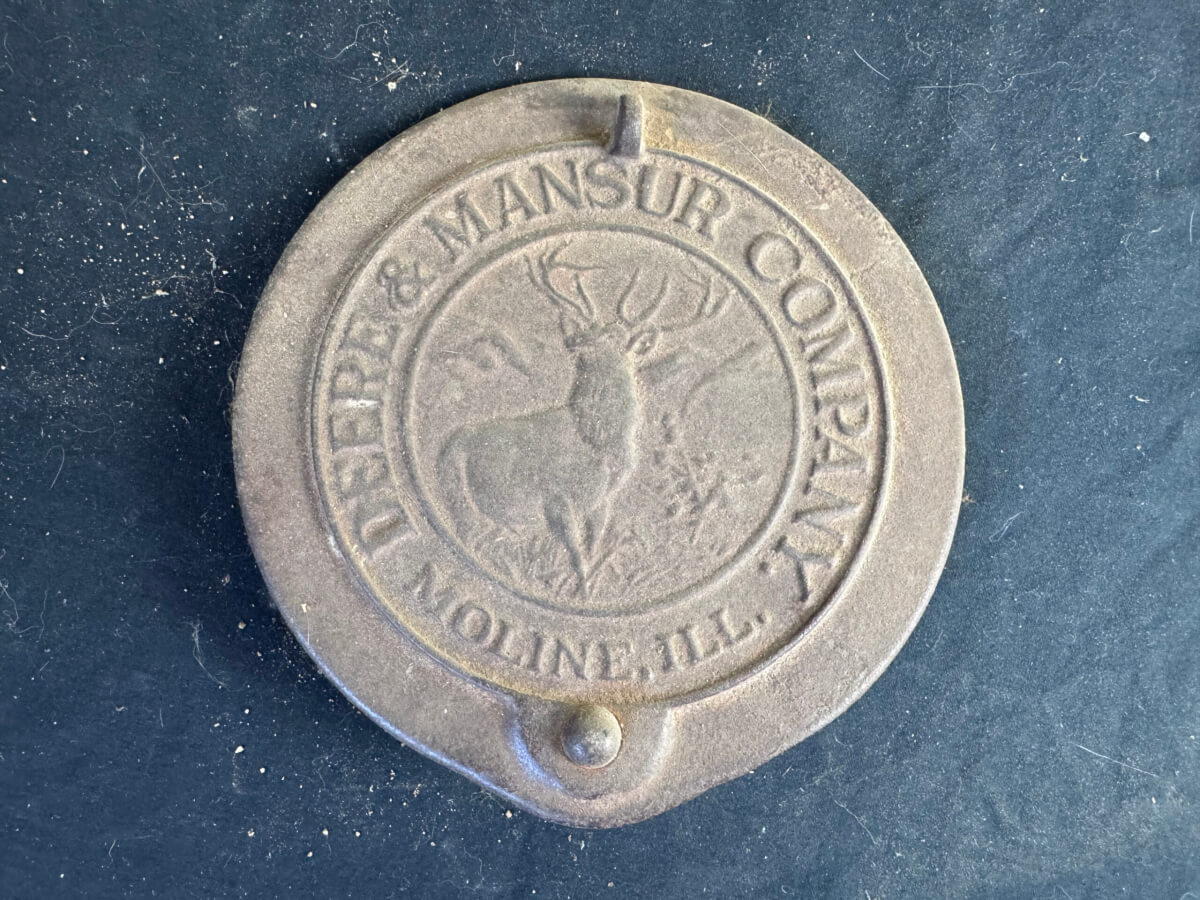 DEERE & MANSUR COMPANY.
MOLINE, ILL.